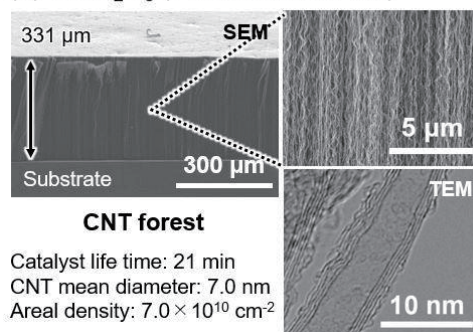 331 µm
SEM
Substrate
300 µm
5 µm
TEM
10 nm
CNT forest
Catalyst life time: 21 min
CNT mean diameter: 7.0 nm
Areal density: 7.0 × 10¹⁰ cm⁻²